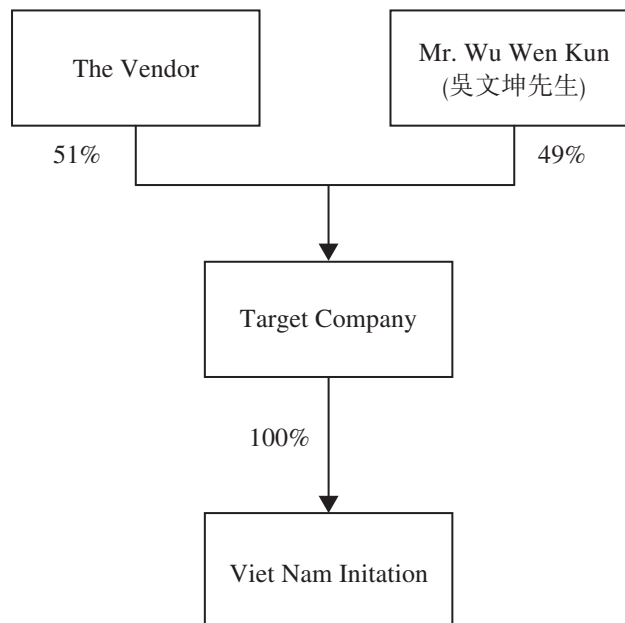 The Vendor
Mr. Wu Wen Kun
(吳文坤先生)
51%
49%
Target Company
100%
Viet Nam Initation